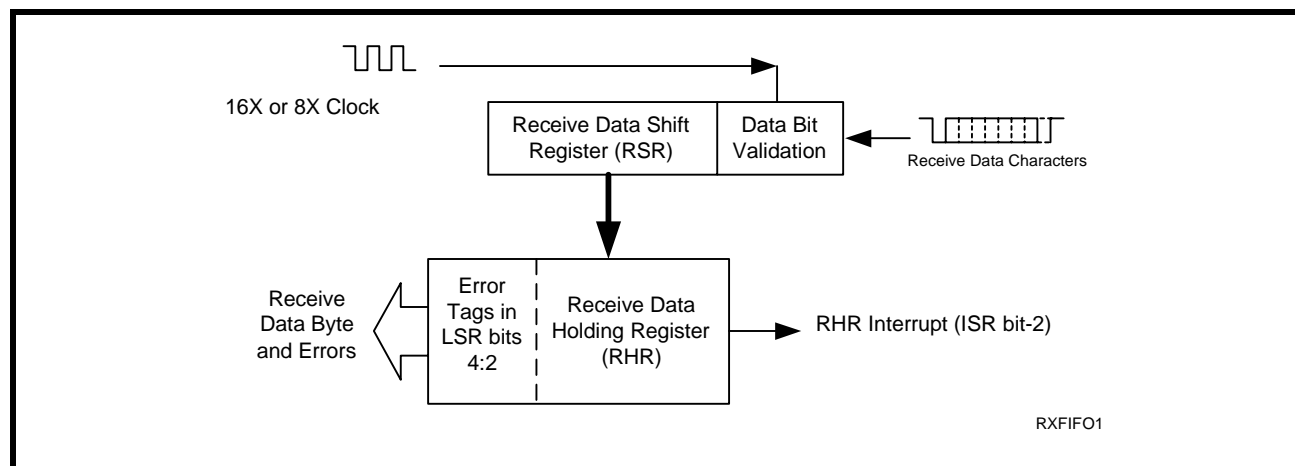 16X or 8X Clock
Receive Data Shift
Register (RSR)
Data Bit
Validation
Receive Data Characters
Receive
Data Byte
and Errors
Error
Tags in
LSR bits
4:2
Receive Data
Holding Register
(RHR)
RHR Interrupt (ISR bit-2)
RXFIFO1